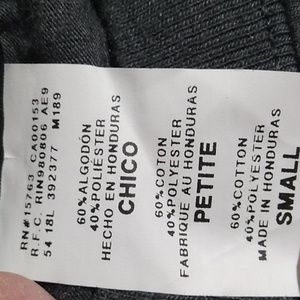 RN#15763 CA00153
R.F.C. RIN930806 AE9
54 18L 392377 M189
60%ALGODÓN
40%POLIÉSTER
HECHO EN HONDURAS
CHICO
60%COTON
40%POLYESTER
FABRIQUÉ AU HONDURAS
PETITE
60%COTTON
40%POLYESTER
MADE IN HONDURAS
SMALL